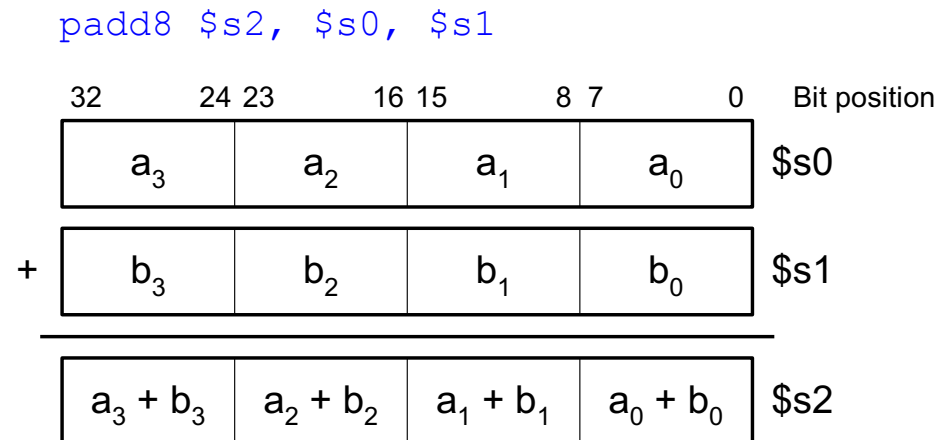 padd8 $s2, $s0, $s1
32 24 23 16 15 8 7 0 Bit position
a₃ a₂ a₁ a₀ $s0
+ b₃ b₂ b₁ b₀ $s1
a₃ + b₃ a₂ + b₂ a₁ + b₁ a₀ + b₀ $s2